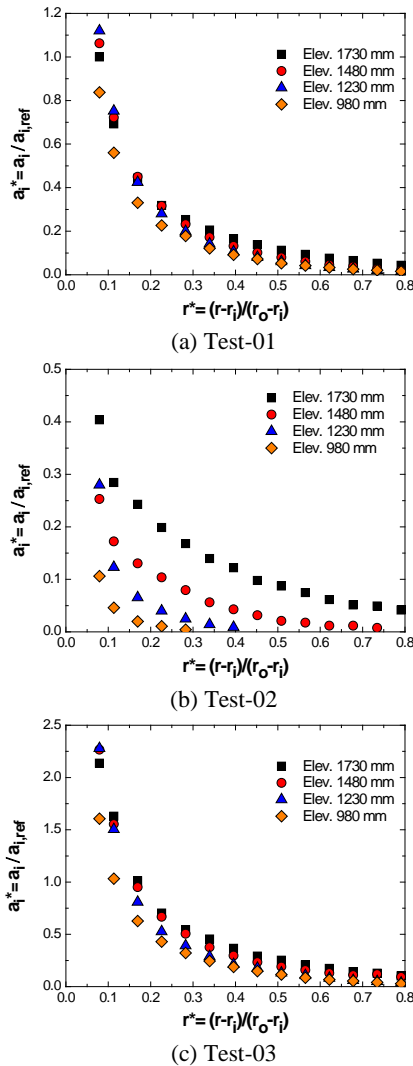 1.2
1.0
0.8
0.6
0.4
0.2
0.0
a_i* = a_i / a_i,ref
Elev. 1730 mm
Elev. 1480 mm
Elev. 1230 mm
Elev. 980 mm
0.0 0.1 0.2 0.3 0.4 0.5 0.6 0.7 0.8
r* = (r-r_i)/(r_o-r_i)
(a) Test-01
0.5
0.4
0.3
0.2
0.1
0.0
a_i* = a_i / a_i,ref
Elev. 1730 mm
Elev. 1480 mm
Elev. 1230 mm
Elev. 980 mm
0.0 0.1 0.2 0.3 0.4 0.5 0.6 0.7 0.8
r* = (r-r_i)/(r_o-r_i)
(b) Test-02
2.5
2.0
1.5
1.0
0.5
0.0
a_i* = a_i / a_i,ref
Elev. 1730 mm
Elev. 1480 mm
Elev. 1230 mm
Elev. 980 mm
0.0 0.1 0.2 0.3 0.4 0.5 0.6 0.7 0.8
r* = (r-r_i)/(r_o-r_i)
(c) Test-03